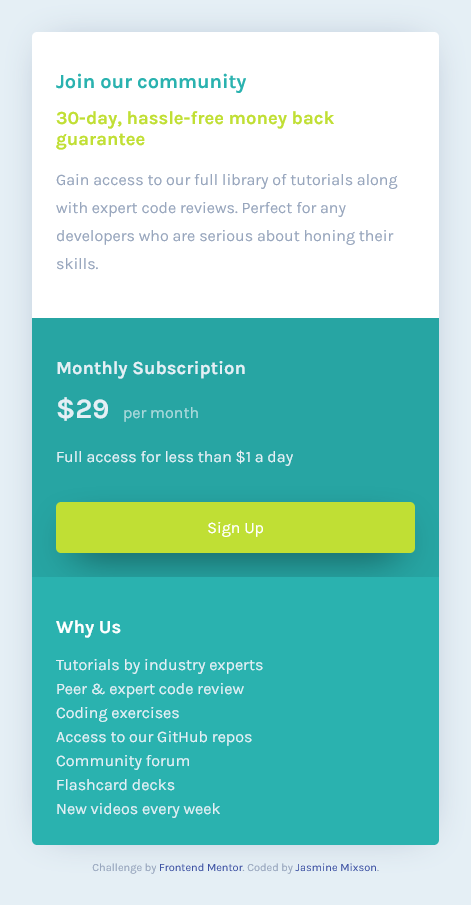 Join our community
30-day, hassle-free money back
guarantee
Gain access to our full library of tutorials along
with expert code reviews. Perfect for any
developers who are serious about honing their
skills.
Monthly Subscription
$29 per month
Full access for less than $1 a day
Sign Up
Why Us
Tutorials by industry experts
Peer & expert code review
Coding exercises
Access to our GitHub repos
Community forum
Flashcard decks
New videos every week
Challenge by Frontend Mentor. Coded by Jasmine Mixson.